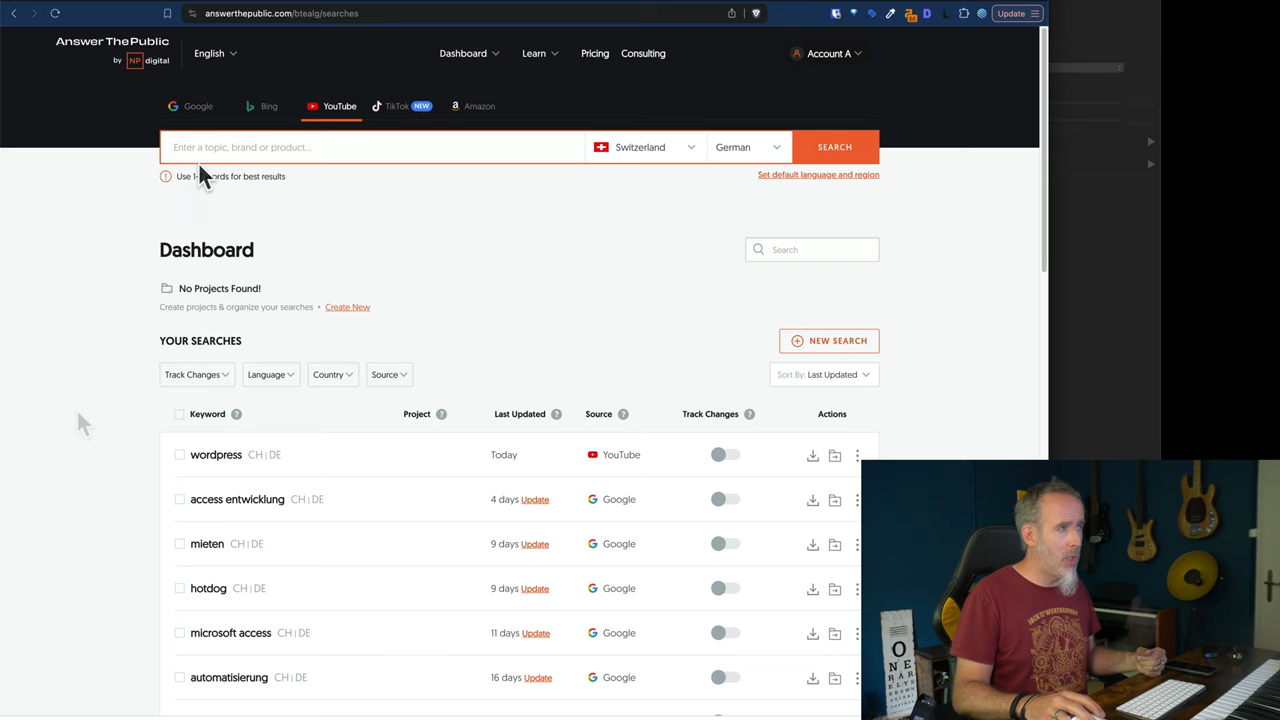 answerthepublic.com/btealg/searches
Update
Answer The Public
by NP digital
English
Dashboard
Learn
Pricing
Consulting
Account A
Google
Bing
YouTube
TikTok NEW
Amazon
Enter a topic, brand or product...
Switzerland
German
SEARCH
Set default language and region
Dashboard
Search
No Projects Found!
Create projects & organize your searches • Create New
YOUR SEARCHES
NEW SEARCH
Track Changes
Language
Country
Source
Sort By: Last Updated
Keyword
Project
Last Updated
Source
Track Changes
Actions
wordpress CH | DE
Today
YouTube
access entwicklung CH | DE
4 days Update
Google
mieten CH | DE
9 days Update
Google
hotdog CH | DE
9 days Update
Google
microsoft access CH | DE
11 days Update
Google
automatisierung CH | DE
16 days Update
Google